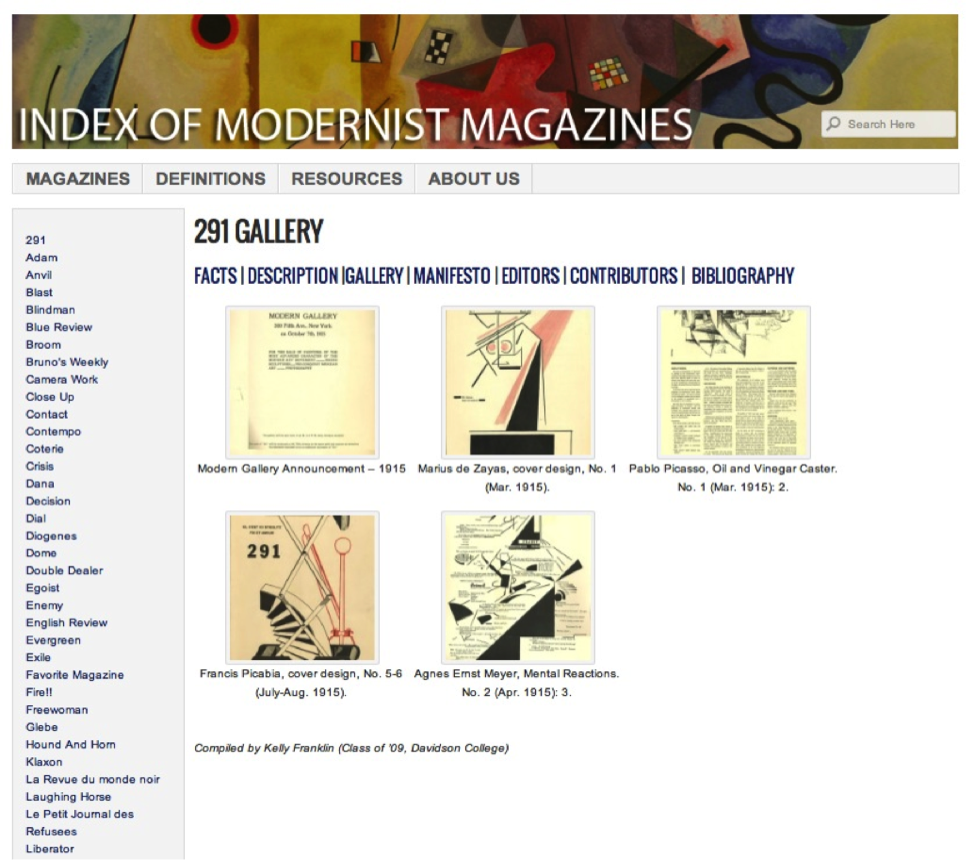 INDEX OF MODERNIST MAGAZINES
Search Here
MAGAZINES
DEFINITIONS
RESOURCES
ABOUT US
291
Adam
Anvil
Blast
Blindman
Blue Review
Broom
Bruno's Weekly
Camera Work
Close Up
Contact
Contempo
Coterie
Crisis
Dana
Decision
Dial
Diogenes
Dome
Double Dealer
Egoist
Enemy
English Review
Evergreen
Exile
Favorite Magazine
Fire!!
Freewoman
Glebe
Hound And Horn
Klaxon
La Revue du monde noir
Laughing Horse
Le Petit Journal des
Refusees
Liberator
291 GALLERY
FACTS | DESCRIPTION |GALLERY | MANIFESTO | EDITORS | CONTRIBUTORS | BIBLIOGRAPHY
MODERN GALLERY
500 Fifth Ave., New York.
on October 7th, 1915
Modern Gallery Announcement – 1915
Marius de Zayas, cover design, No. 1
(Mar. 1915).
Pablo Picasso, Oil and Vinegar Caster.
No. 1 (Mar. 1915): 2.
291
Francis Picabia, cover design, No. 5-6
(July-Aug. 1915).
Agnes Ernst Meyer, Mental Reactions.
No. 2 (Apr. 1915): 3.
Compiled by Kelly Franklin (Class of '09, Davidson College)